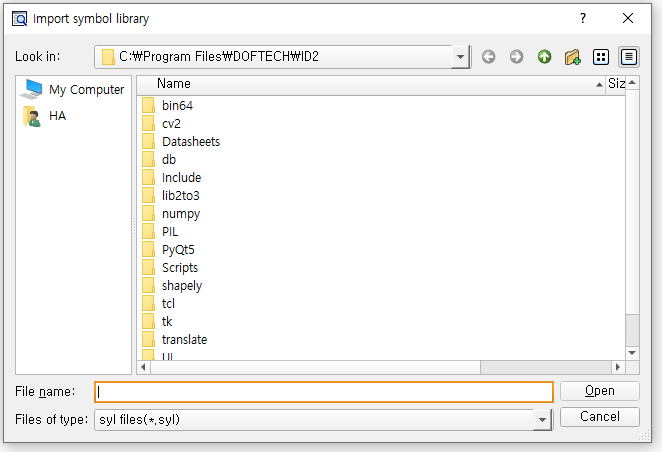 Import symbol library
?
Look in:
C:₩Program Files₩DOFTECH₩ID2
My Computer
HA
Name
Siz
bin64
cv2
Datasheets
db
Include
lib2to3
numpy
PIL
PyQt5
Scripts
shapely
tcl
tk
translate
UI
File name:
Open
Files of type:
syl files(*.syl)
Cancel